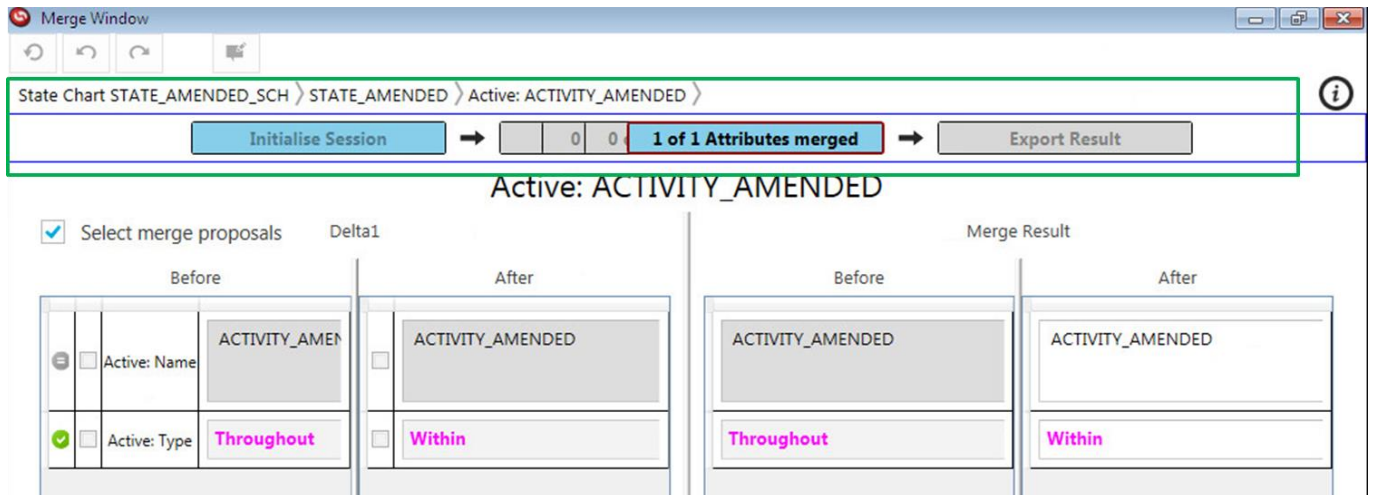 Merge Window
State Chart STATE_AMENDED_SCH 〉 STATE_AMENDED 〉 Active: ACTIVITY_AMENDED 〉
Initialise Session 0 0 1 of 1 Attributes merged Export Result
Active: ACTIVITY_AMENDED
Select merge proposals Delta1 Merge Result
Before After Before After
Active: Name ACTIVITY_AMEN ACTIVITY_AMENDED ACTIVITY_AMENDED ACTIVITY_AMENDED
Active: Type Throughout Within Throughout Within